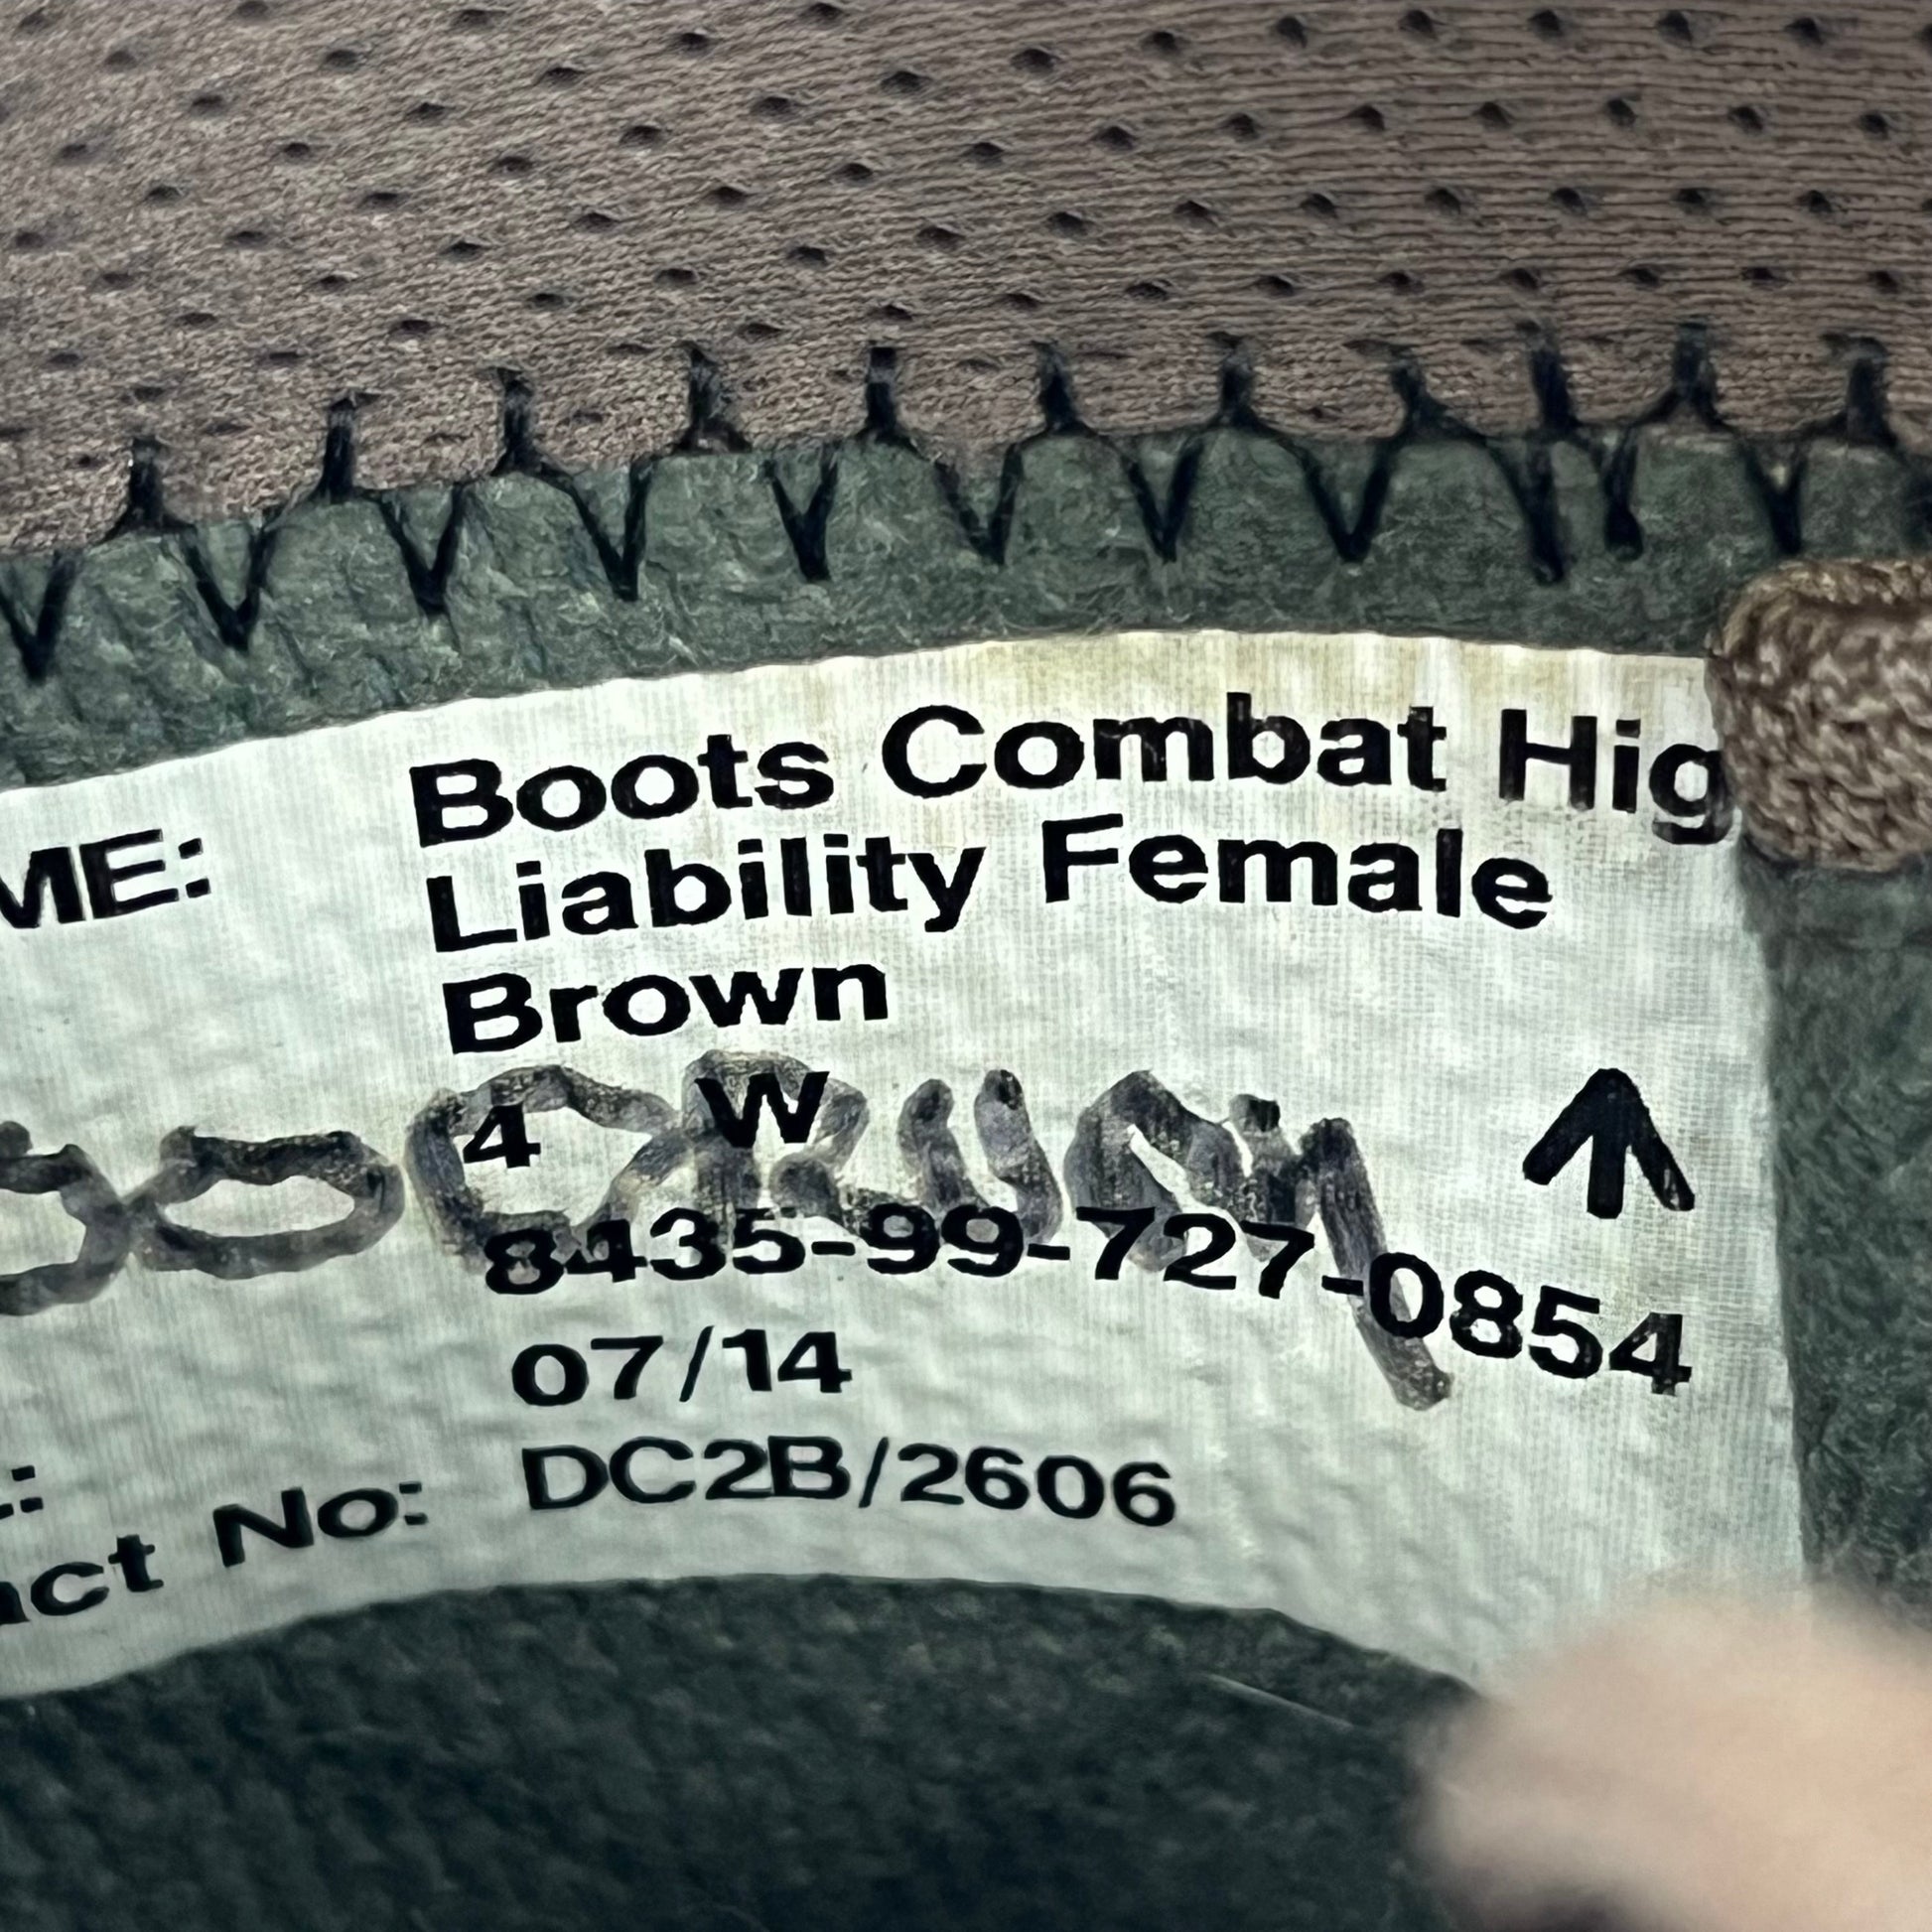 ME: Boots Combat Hig
Liability Female
Brown
4 W
8435-99-727-0854
07/14
act No: DC2B/2606